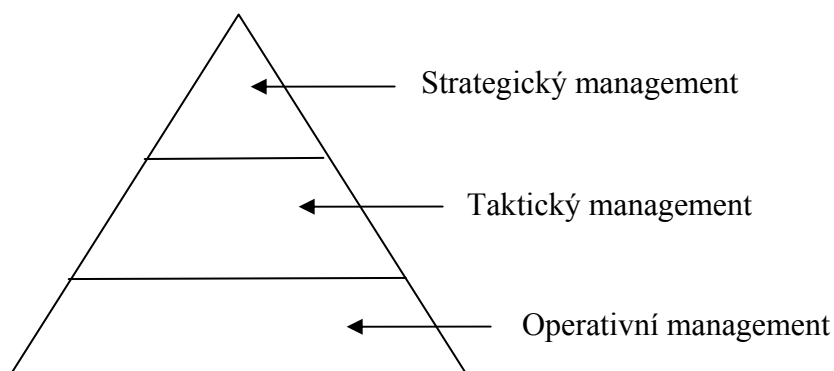 Strategický management
Taktický management
Operativní management